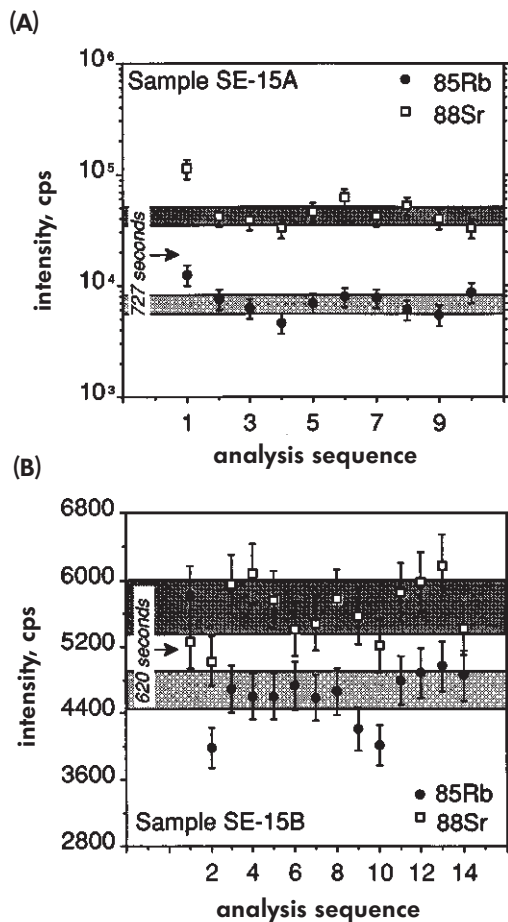 (A)
10⁶
Sample SE-15A
85Rb
88Sr
10⁵
intensity, cps
727 seconds
10⁴
10³
1 3 5 7 9
analysis sequence
(B)
6800
6000
620 seconds
5200
intensity, cps
4400
3600
85Rb
88Sr
Sample SE-15B
2800
2 4 6 8 10 12 14
analysis sequence